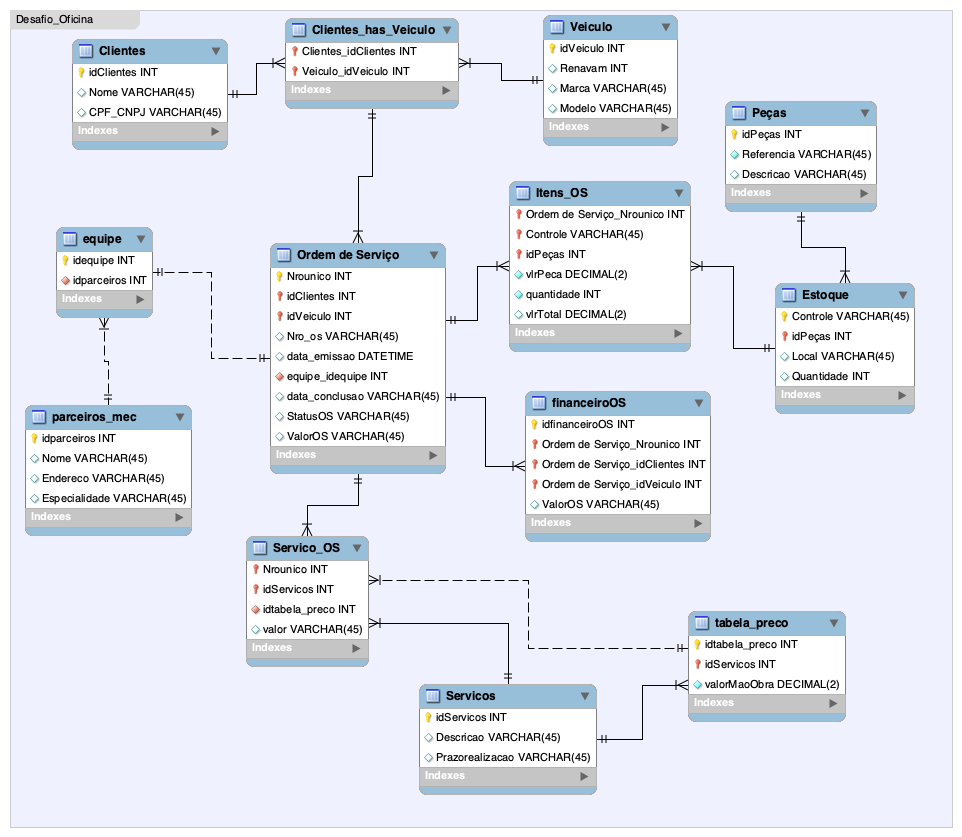 Desafio_Oficina
Clientes
idClientes INT
Nome VARCHAR(45)
CPF_CNPJ VARCHAR(45)
Indexes
Clientes_has_Veiculo
Clientes_idClientes INT
Veiculo_idVeiculo INT
Indexes
Veiculo
idVeiculo INT
Renavam INT
Marca VARCHAR(45)
Modelo VARCHAR(45)
Indexes
Peças
idPeças INT
Referencia VARCHAR(45)
Descricao VARCHAR(45)
Indexes
equipe
idequipe INT
idparceiros INT
Indexes
Ordem de Serviço
Nrounico INT
idClientes INT
idVeiculo INT
Nro_os VARCHAR(45)
data_emissao DATETIME
equipe_idequipe INT
data_conclusao VARCHAR(45)
StatusOS VARCHAR(45)
ValorOS VARCHAR(45)
Indexes
Itens_OS
Ordem de Serviço_Nrounico INT
Controle VARCHAR(45)
idPeças INT
vlrPeca DECIMAL(2)
quantidade INT
vlrTotal DECIMAL(2)
Indexes
Estoque
Controle VARCHAR(45)
idPeças INT
Local VARCHAR(45)
Quantidade INT
Indexes
parceiros_mec
idparceiros INT
Nome VARCHAR(45)
Endereco VARCHAR(45)
Especialidade VARCHAR(45)
Indexes
financeiroOS
idfinanceiroOS INT
Ordem de Serviço_Nrounico INT
Ordem de Serviço_idClientes INT
Ordem de Serviço_idVeiculo INT
ValorOS VARCHAR(45)
Indexes
Servico_OS
Nrounico INT
idServicos INT
idtabela_preco INT
valor VARCHAR(45)
Indexes
tabela_preco
idtabela_preco INT
idServicos INT
valorMaoObra DECIMAL(2)
Indexes
Servicos
idServicos INT
Descricao VARCHAR(45)
Prazorealizacao VARCHAR(45)
Indexes